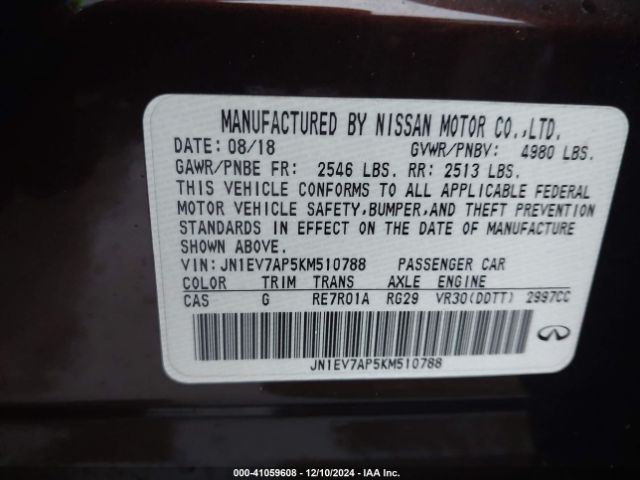 MANUFACTURED BY NISSAN MOTOR CO.,LTD.
DATE: 08/18 GVWR/PNBV: 4980 LBS.
GAWR/PNBE FR: 2546 LBS. RR: 2513 LBS.
THIS VEHICLE CONFORMS TO ALL APPLICABLE FEDERAL
MOTOR VEHICLE SAFETY,BUMPER,AND THEFT PREVENTION
STANDARDS IN EFFECT ON THE DATE OF MANUFACTURE
SHOWN ABOVE.
VIN: JN1EV7AP5KM510788 PASSENGER CAR
COLOR TRIM TRANS AXLE ENGINE
CAS G RE7R01A RG29 VR30(DDTT) 2997CC
JN1EV7AP5KM510788
INFINITI
000-41059608 - 12/10/2024 - IAA Inc.